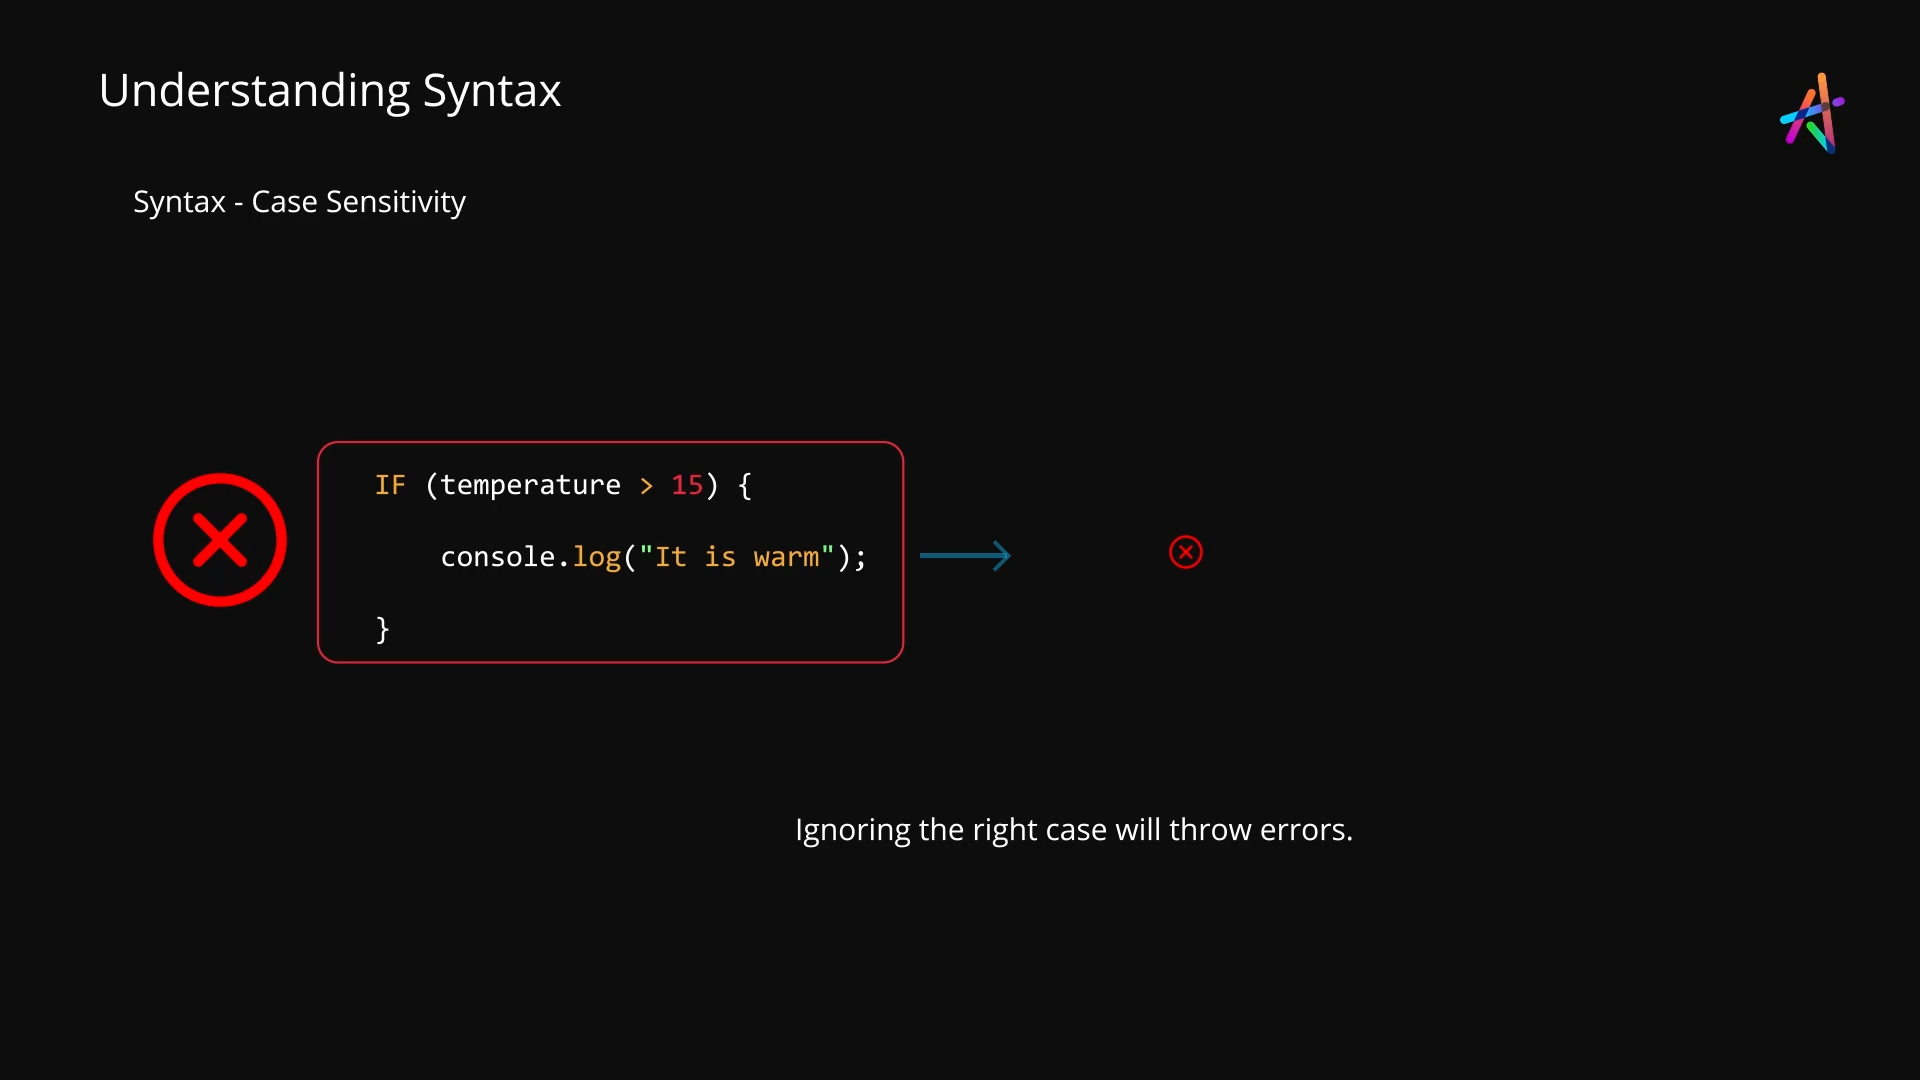 Understanding Syntax
Syntax - Case Sensitivity
IF (temperature > 15) {
console.log("It is warm");
}
Ignoring the right case will throw errors.